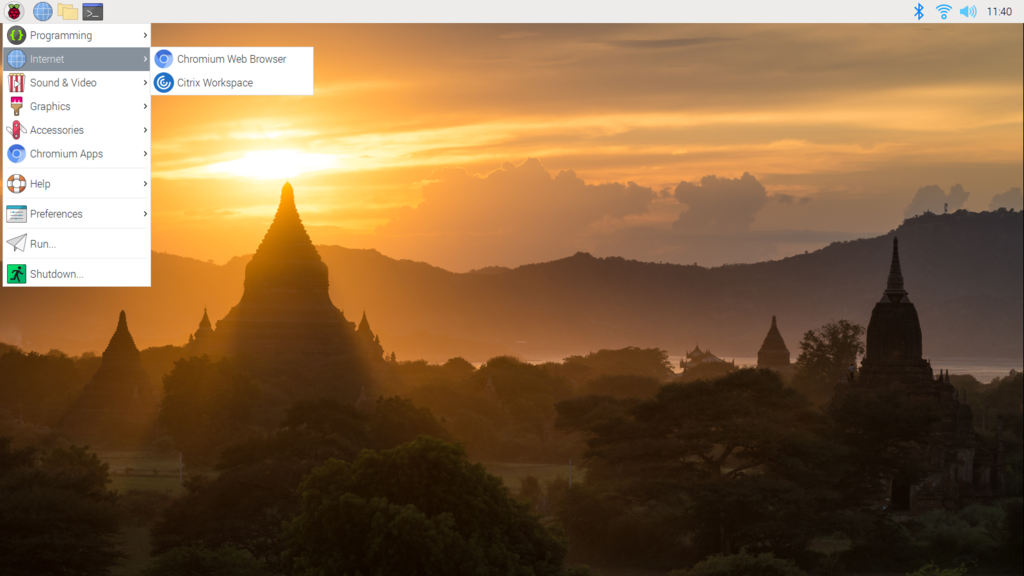 11:40
Programming
Internet
Chromium Web Browser
Sound & Video
Citrix Workspace
Graphics
Accessories
Chromium Apps
Help
Preferences
Run...
Shutdown...